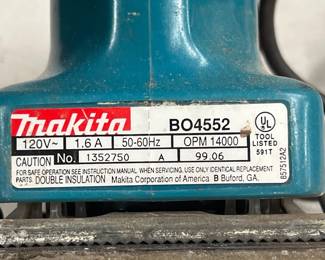 makita BO4552
120V~ 1.6 A 50-60Hz OPM 14000
CAUTION No. 1352750 A 99.06
FOR SAFE OPERATION SEE INSTRUCTION MANUAL.WHEN SERVICING, USE ONLY IDENTICAL REPLACEMENT
PARTS. DOUBLE INSULATION Makita Corporation of America B Buford, GA.
UL
TOOL
LISTED
591T
857512A2